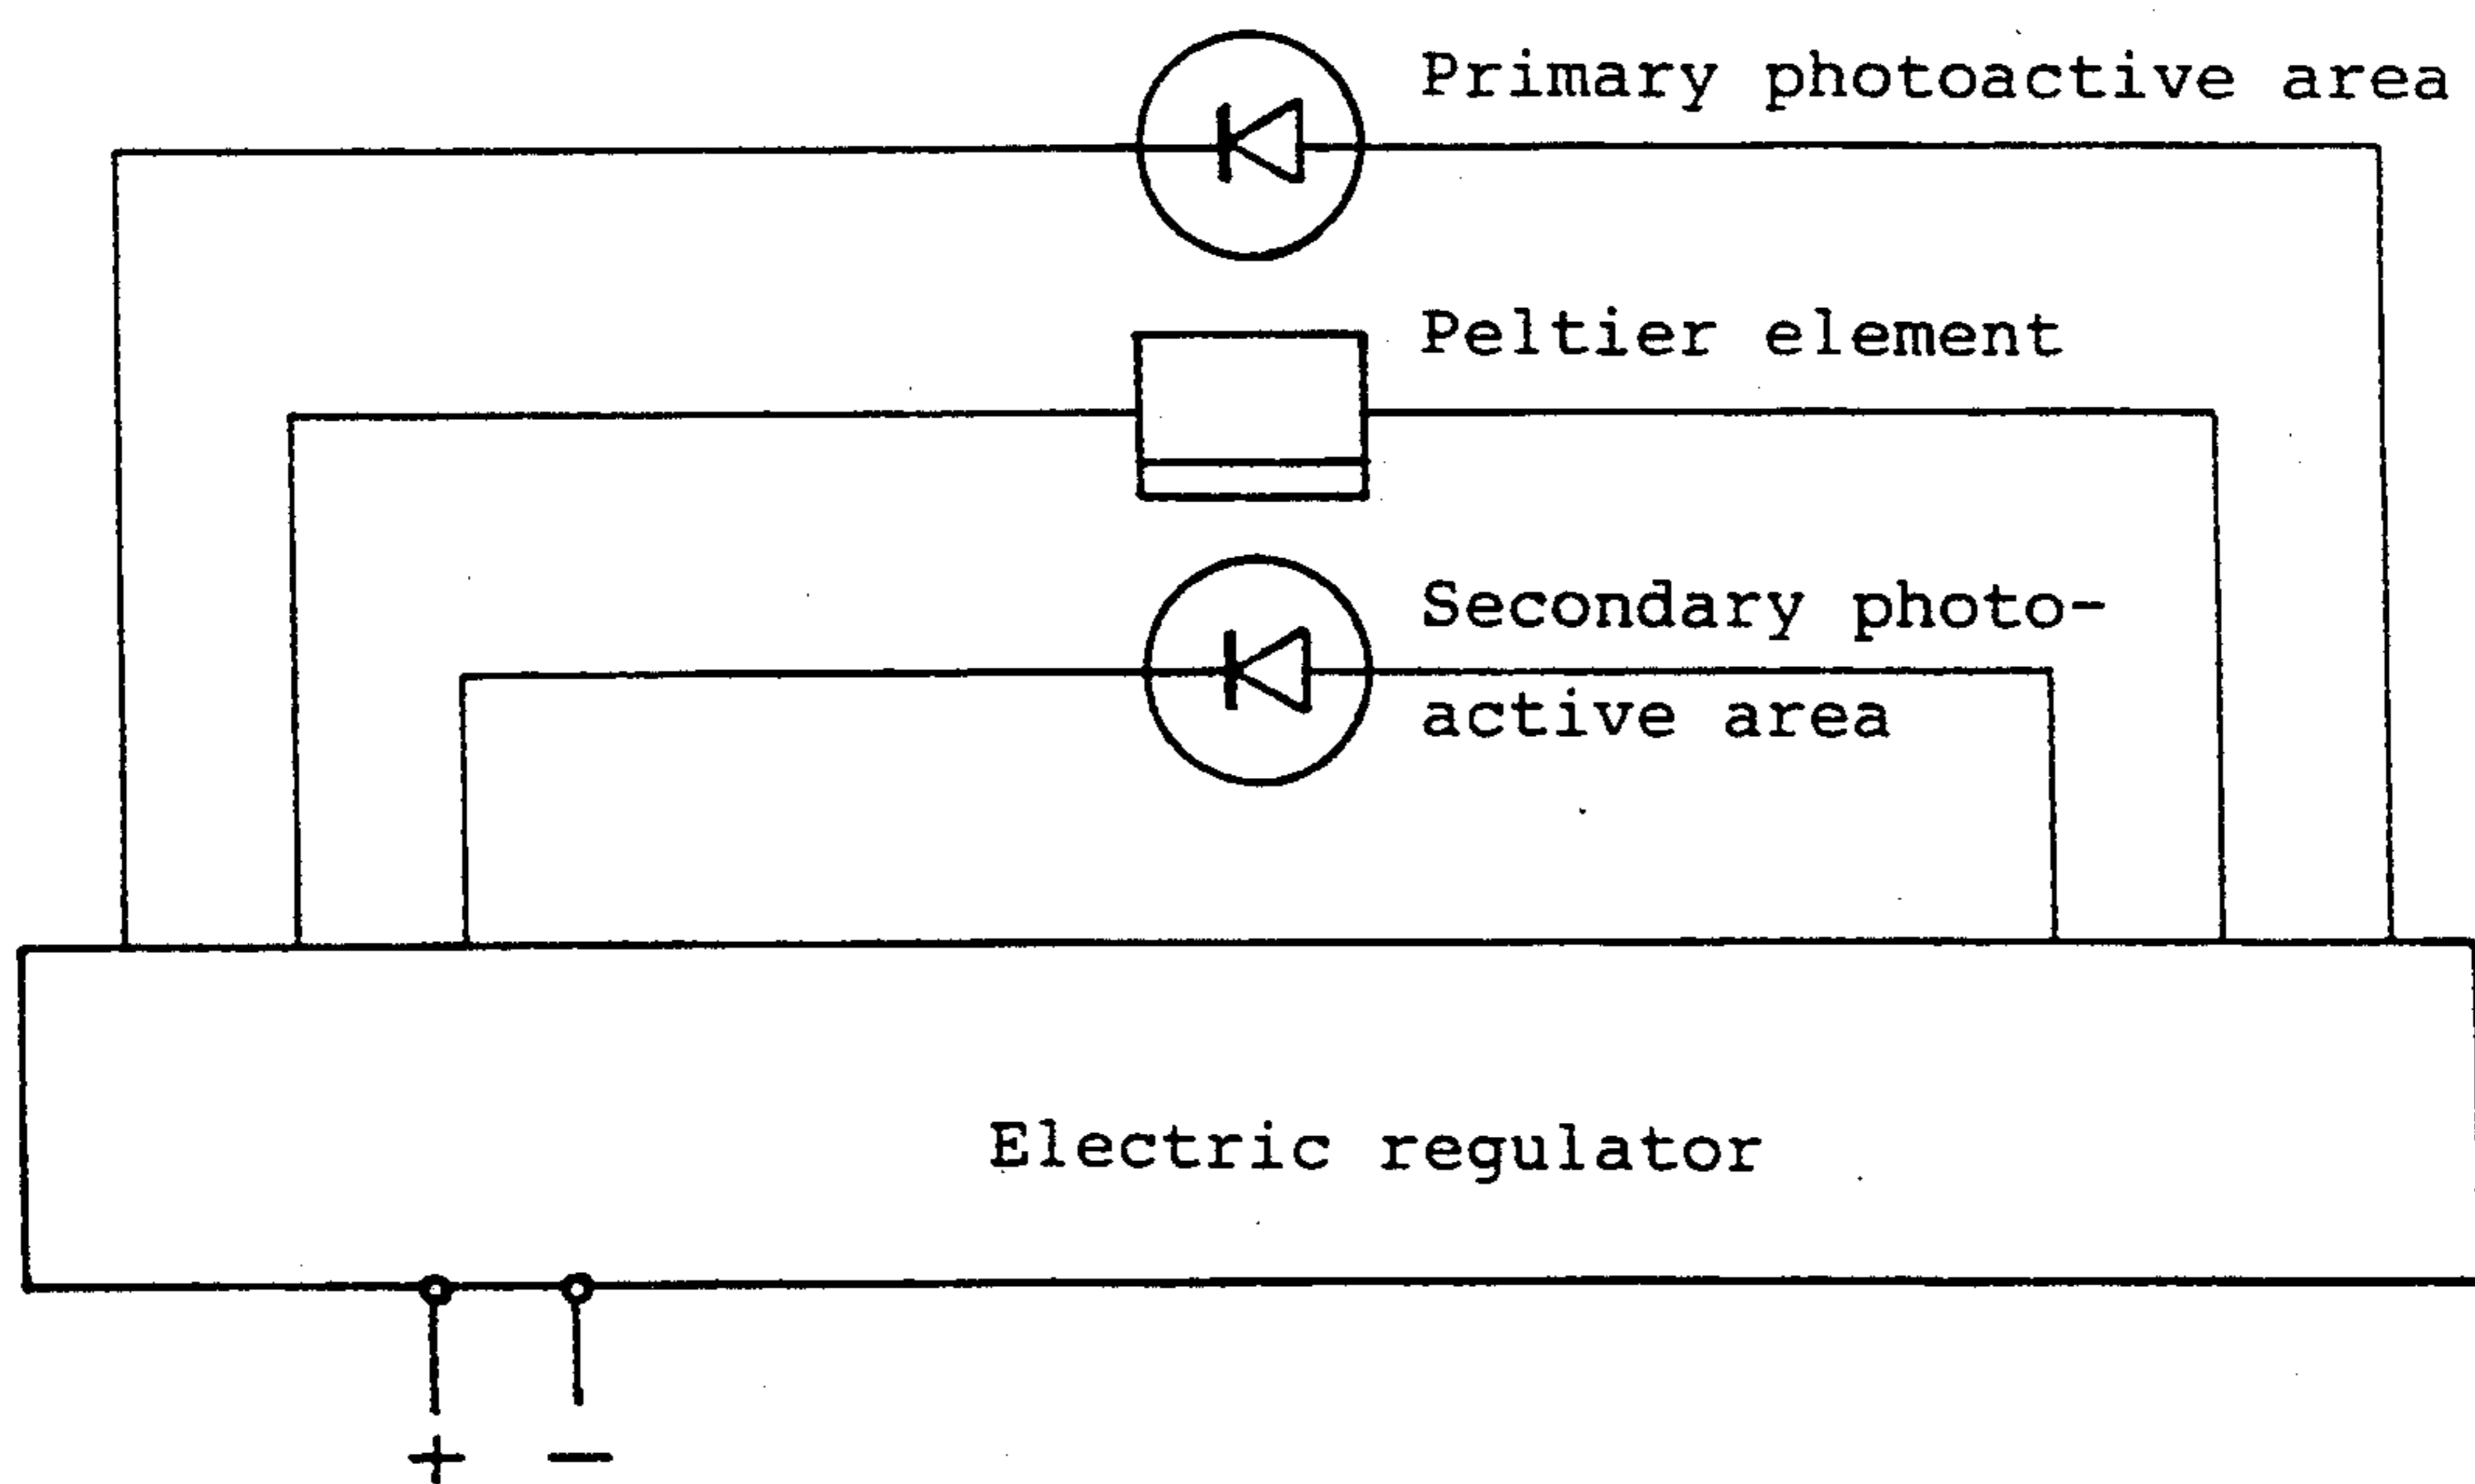 Primary photoactive area
Peltier element
Secondary photo-
active area
Electric regulator
+ −